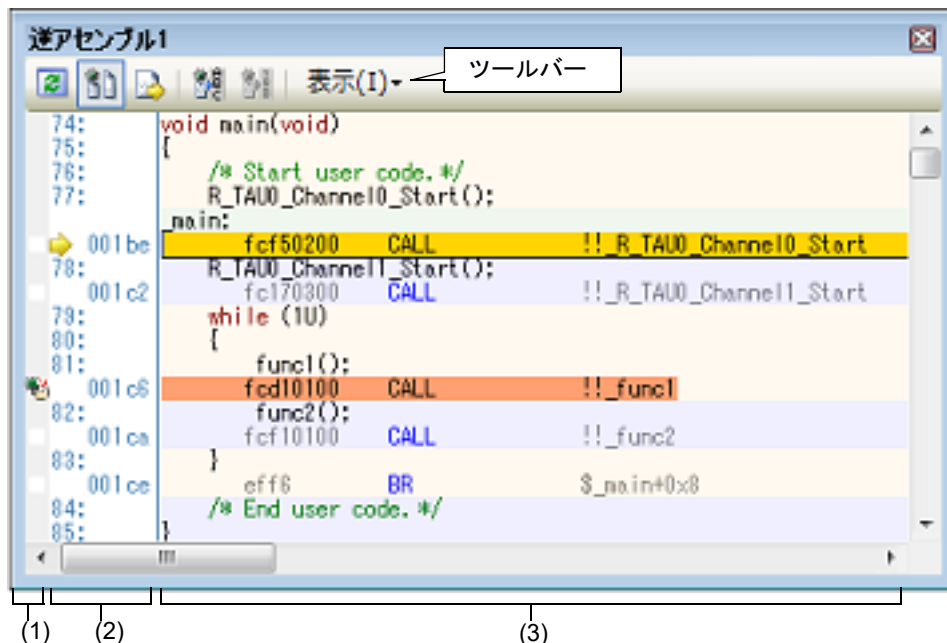 逆アセンブル1
表示(I)
ツールバー
74: void main(void)
75: {
76: /* Start user code. */
77: R_TAU0_Channel0_Start();
_main:
001be fcf50200 CALL !!_R_TAU0_Channel0_Start
78: R_TAU0_Channel1_Start();
001c2 fc170300 CALL !!_R_TAU0_Channel1_Start
79: while (1U)
80: {
81: func1();
001c6 fcd10100 CALL !!_func1
82: func2();
001ca fcf10100 CALL !!_func2
83: }
001ce eff6 BR $_main+0x8
84: /* End user code. */
85: }
(1) (2) (3)